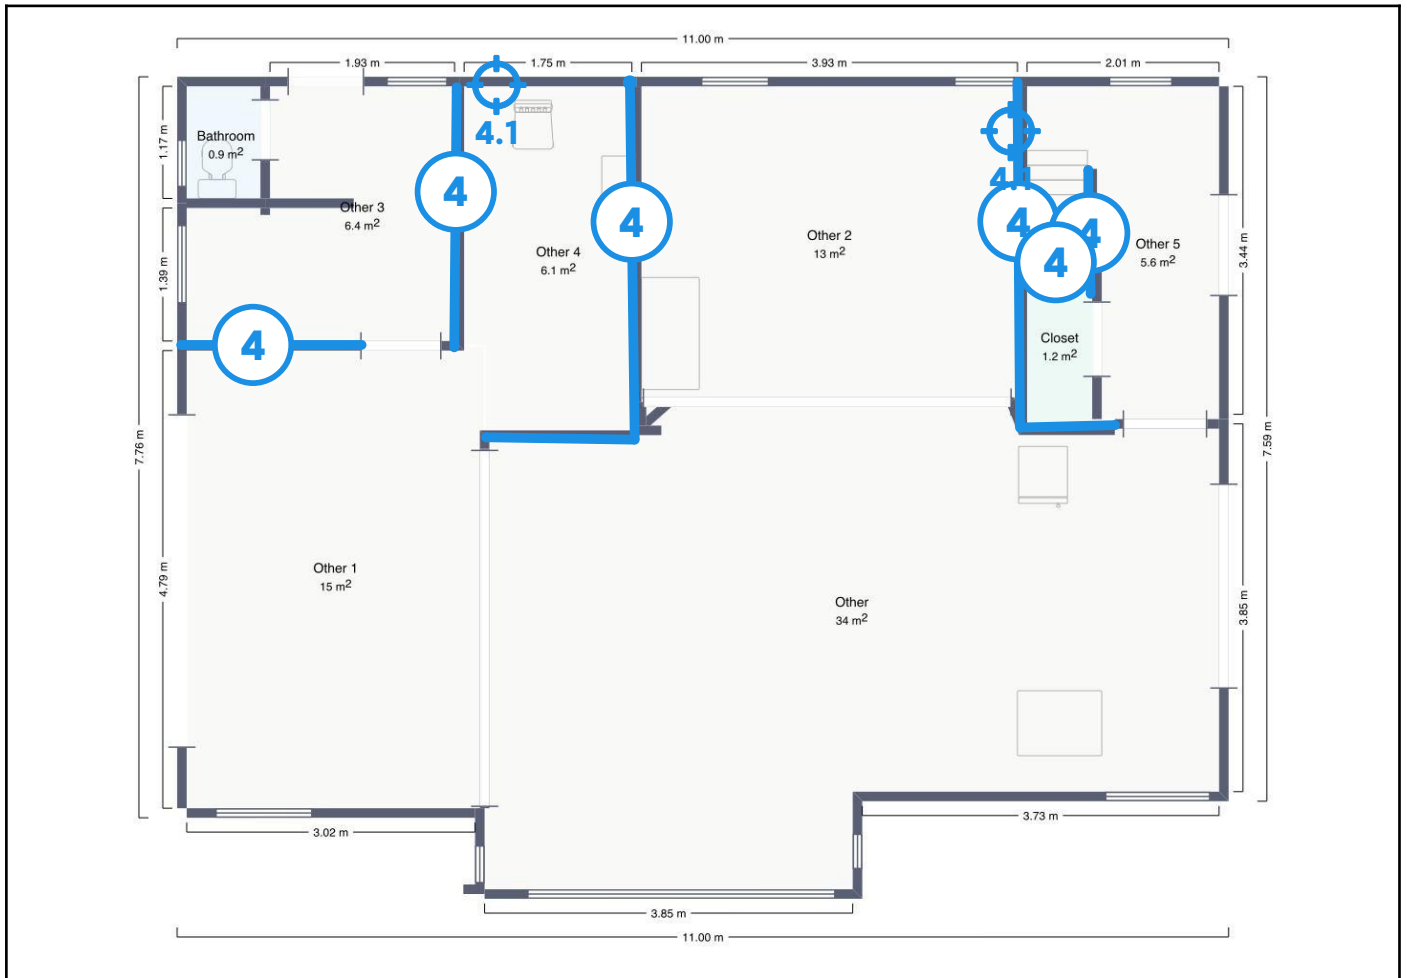 11.00 m
1.93 m
1.75 m
3.93 m
2.01 m
1.17 m
Bathroom
0.9 m²
4.1
4.1
4
4
4
4
4
Other 3
6.4 m²
Other 4
6.1 m²
Other 2
13 m²
Other 5
5.6 m²
3.44 m
1.39 m
4
Closet
1.2 m²
7.76 m
7.59 m
Other 1
15 m²
4.79 m
Other
34 m²
3.85 m
3.02 m
3.73 m
3.85 m
11.00 m